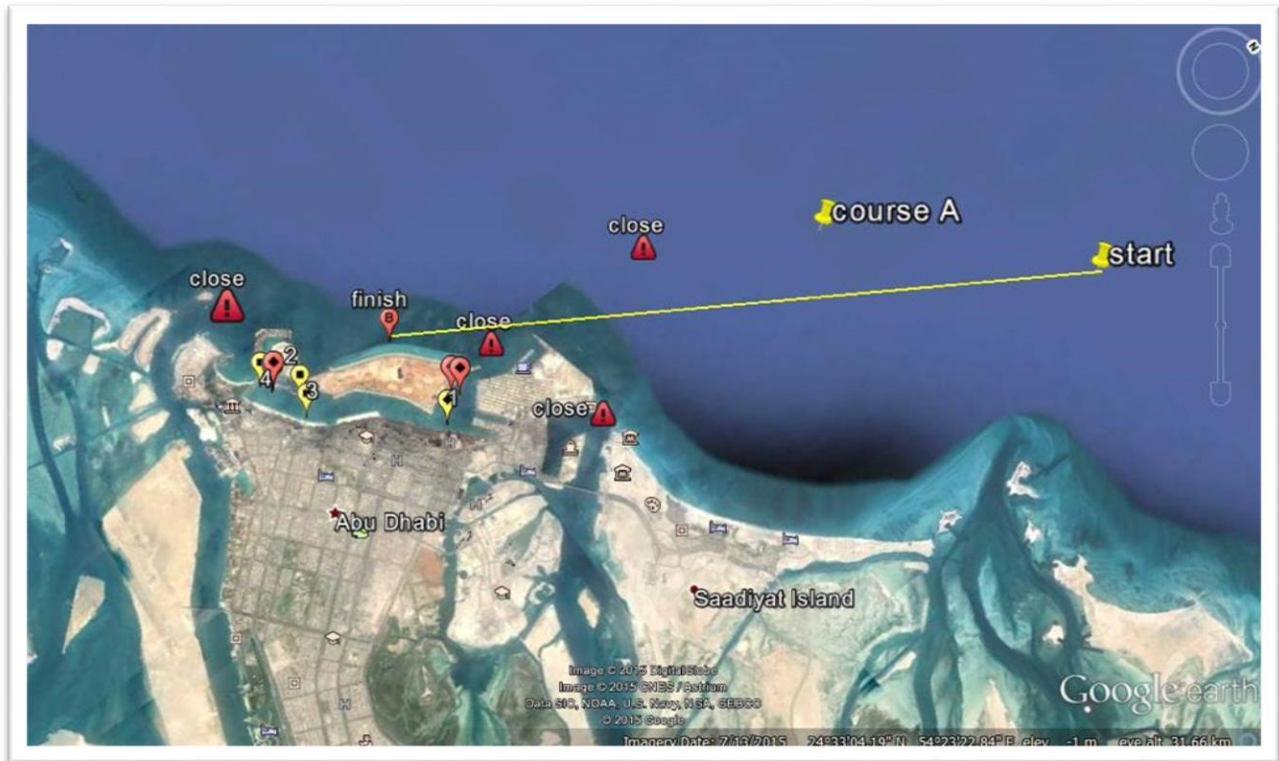 N
course A
close
start
close
finish
close
2
4
3
1
close
Abu Dhabi
Saadiyat Island
Image © 2015 DigitalGlobe
Image © 2015 CNES / Astrium
Data SIO, NOAA, U.S. Navy, NGA, GEBCO
© 2015 Google
Google earth
Imagery Date: 7/13/2015 24°33'04.19" N 54°23'22.84" E elev -1 m eye alt 31.66 km